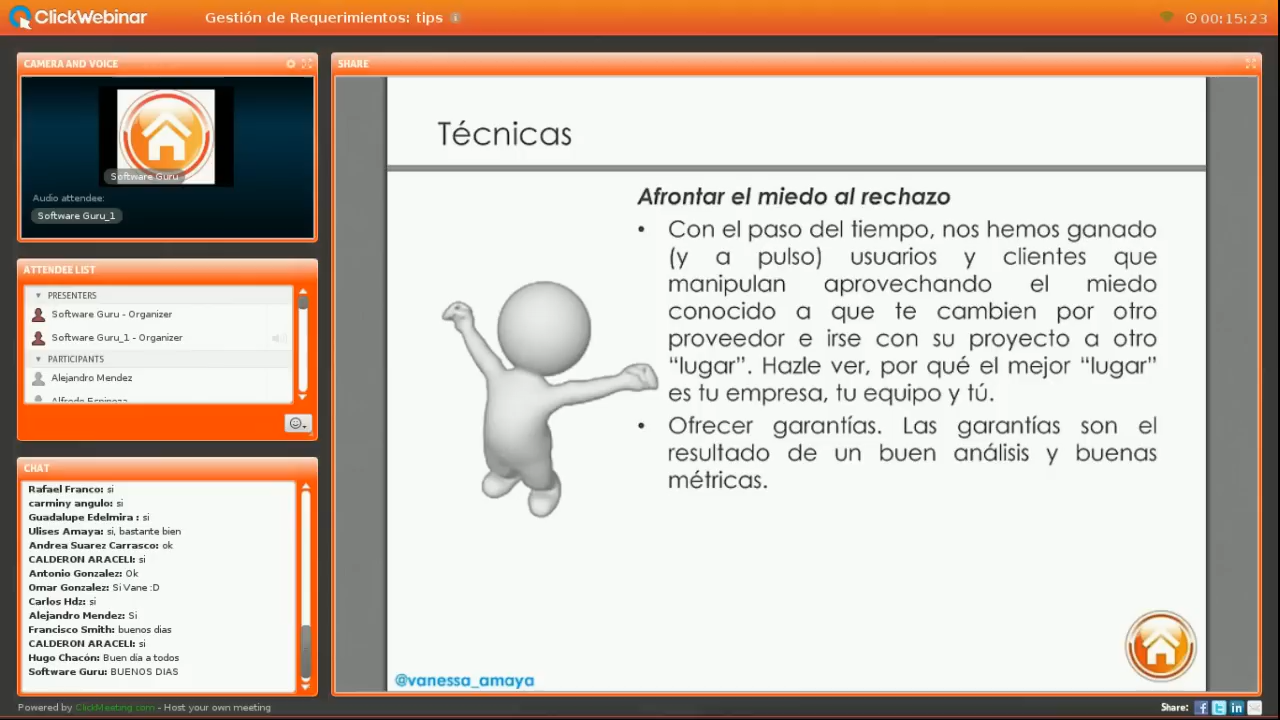 ClickWebinar
Gestión de Requerimientos: tips
00:15:23
CAMERA AND VOICE
Software Guru
Audio attendee:
Software Guru_1
ATTENDEE LIST
PRESENTERS
Software Guru - Organizer
Software Guru_1 - Organizer
PARTICIPANTS
Alejandro Mendez
Alfredo Espinoza
CHAT
Rafael Franco: si
carminy angulo: si
Guadalupe Edelmira : si
Ulises Amaya: si, bastante bien
Andrea Suarez Carrasco: ok
CALDERON ARACELI: si
Antonio Gonzalez: Ok
Omar Gonzalez: Si Vane :D
Carlos Hdz: si
Alejandro Mendez: Si
Francisco Smith: buenos dias
CALDERON ARACELI: si
Hugo Chacón: Buen día a todos
Software Guru: BUENOS DIAS
SHARE
Técnicas
Afrontar el miedo al rechazo
• Con el paso del tiempo, nos hemos ganado
(y a pulso) usuarios y clientes que
manipulan aprovechando el miedo
conocido a que te cambien por otro
proveedor e irse con su proyecto a otro
“lugar”. Hazle ver, por qué el mejor “lugar”
es tu empresa, tu equipo y tú.
• Ofrecer garantías. Las garantías son el
resultado de un buen análisis y buenas
métricas.
@vanessa_amaya
Powered by ClickMeeting.com - Host your own meeting
Share: